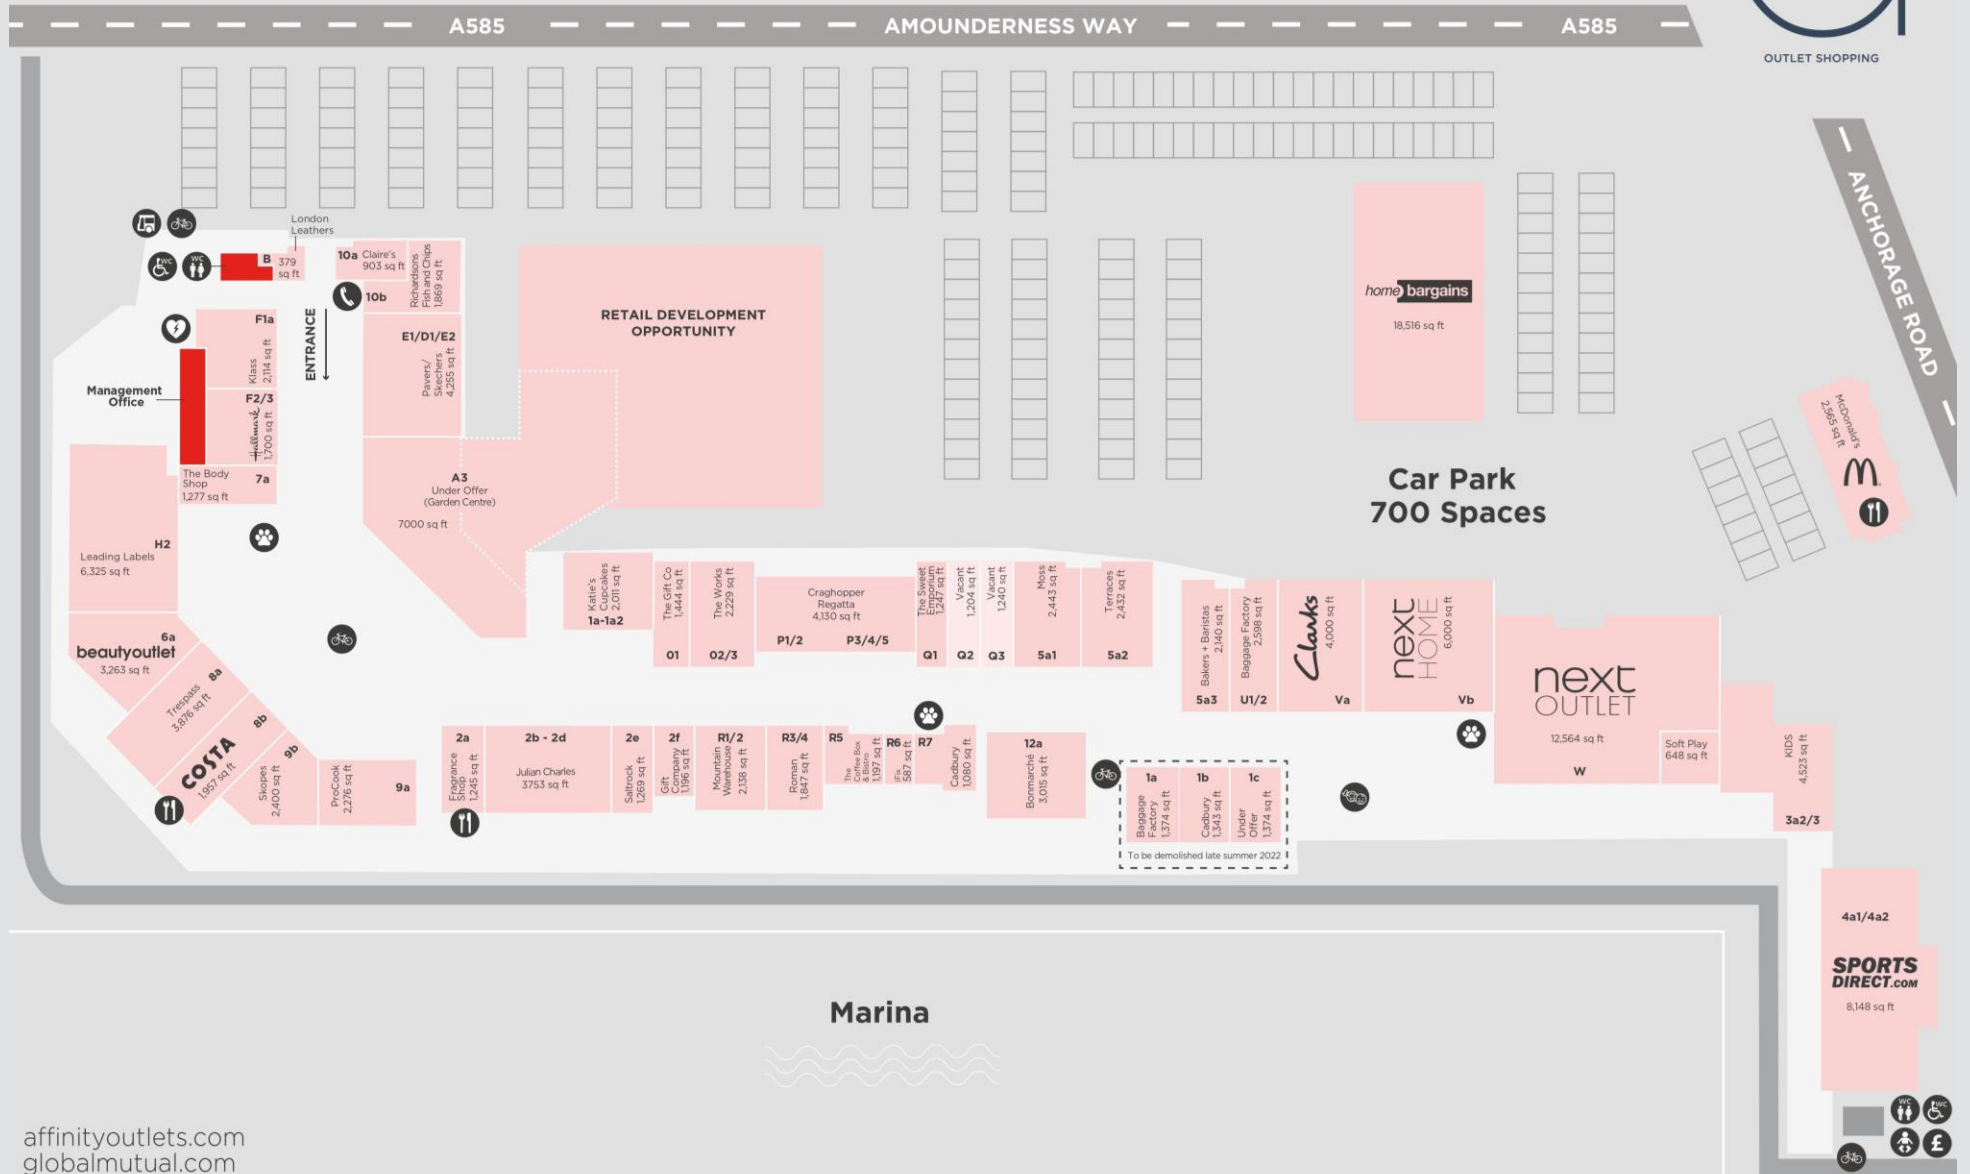 A585
AMOUNDERNESS WAY
A585
OUTLET SHOPPING
ANCHORAGE ROAD
London
Leathers
WC
WC
B
379
sq ft
10a Claire's
903 sq ft
10b
Richardsons
Fish and Chips
1,869 sq ft
ENTRANCE
F1a
Klass
2,114 sq ft
Management
Office
F2/3
Hallmark
1,700 sq ft
The Body
Shop
1,277 sq ft
7a
E1/D1/E2
Pavers/
Skechers
4,255 sq ft
RETAIL DEVELOPMENT
OPPORTUNITY
A3
Under Offer
(Garden Centre)
7000 sq ft
home bargains
18,516 sq ft
McDonald's
2,565 sq ft
M
Car Park
700 Spaces
H2
Leading Labels
6,325 sq ft
6a
beautyoutlet
3,263 sq ft
8a
Trespass
3,876 sq ft
8b
COSTA
1,957 sq ft
9b
Skopes
2,400 sq ft
ProCook
2,276 sq ft
9a
Katie's
Cupcakes
2,011 sq ft
1a-1a2
The Gift Co
1,444 sq ft
01
The Works
2,229 sq ft
02/3
Craghopper
Regatta
4,130 sq ft
P1/2
P3/4/5
The Sweet
Emporium
1,247 sq ft
Q1
Vacant
1,204 sq ft
Q2
Vacant
1,240 sq ft
Q3
Moss
2,443 sq ft
5a1
Terraces
2,432 sq ft
5a2
Bakers + Baristas
2,140 sq ft
5a3
Baggage Factory
2,598 sq ft
U1/2
Clarks
4,000 sq ft
Va
next
HOME
6,000 sq ft
Vb
next
OUTLET
12,564 sq ft
W
Soft Play
648 sq ft
KIDS
4,523 sq ft
3a2/3
2a
Fragrance
Shop
1,245 sq ft
2b - 2d
Julian Charles
3753 sq ft
2e
Saltrock
1,269 sq ft
2f
Gift
Company
1,196 sq ft
R1/2
Mountain
Warehouse
2,138 sq ft
R3/4
Roman
1,847 sq ft
R5
The
Coffee Box
& Bistro
1,197 sq ft
R6
iFix
587 sq ft
R7
Cadbury
1,080 sq ft
12a
Bonmarché
3,015 sq ft
1a
Baggage
Factory
1,374 sq ft
1b
Cadbury
1,343 sq ft
1c
Under
Offer
1,374 sq ft
To be demolished late summer 2022
4a1/4a2
SPORTS
DIRECT.COM
8,148 sq ft
Marina
WC
WC
£
affinityoutlets.com
globalmutual.com